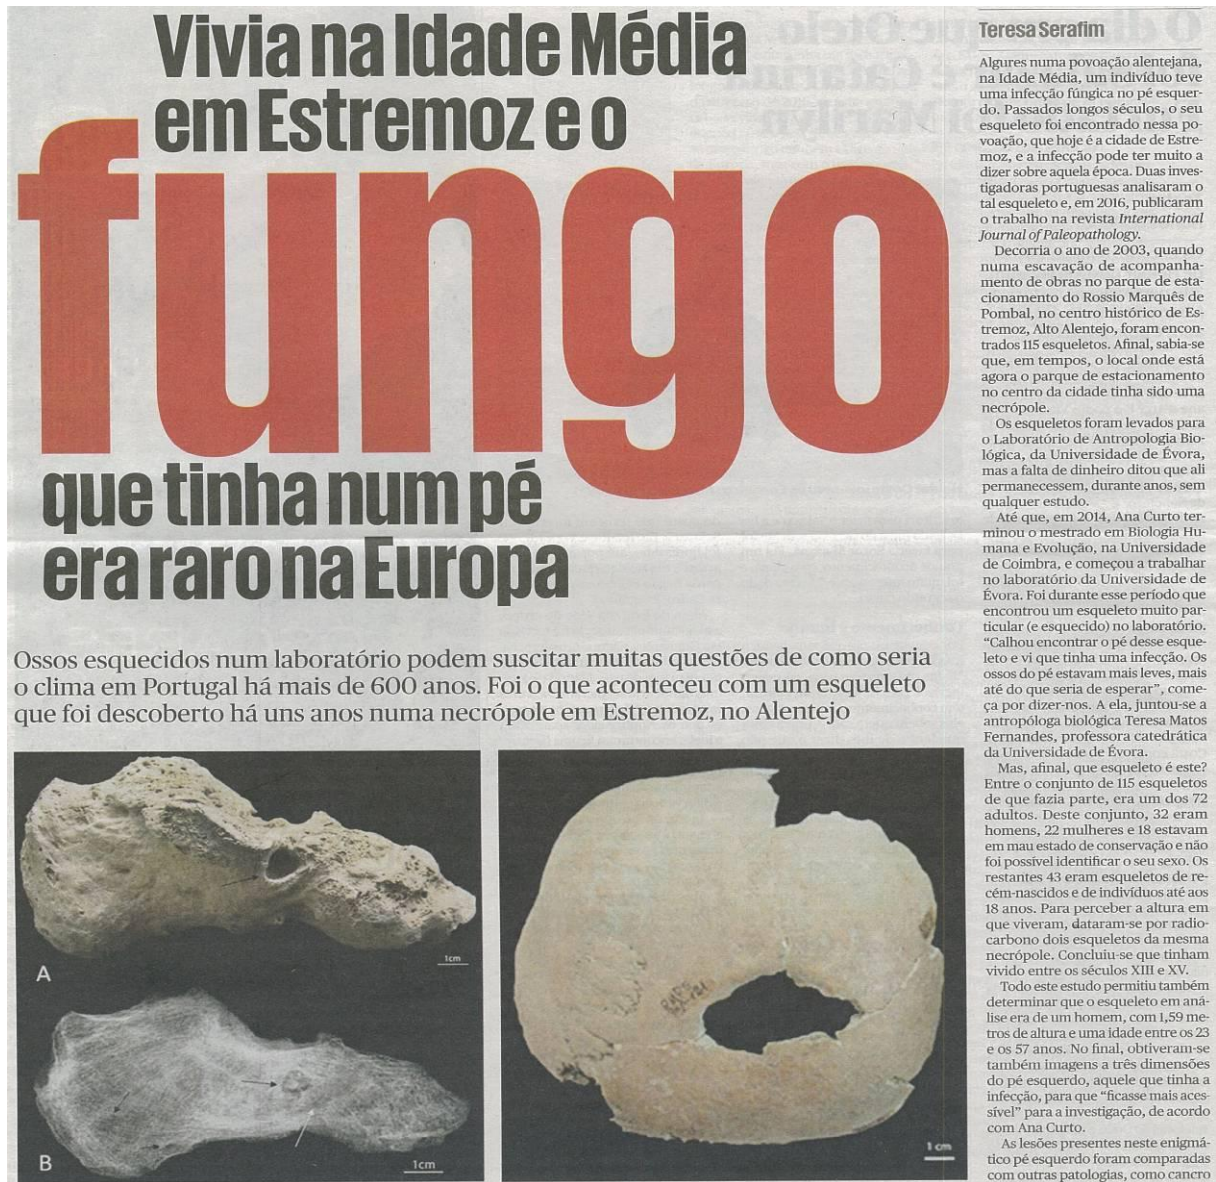 Vivia na Idade Média
em Estremoz e o
fungo
que tinha num pé
era raro na Europa
Ossos esquecidos num laboratório podem suscitar muitas questões de como seria
o clima em Portugal há mais de 600 anos. Foi o que aconteceu com um esqueleto
que foi descoberto há uns anos numa necrópole em Estremoz, no Alentejo
A
1cm
B
1cm
1 cm
Teresa Serafim
Algures numa povoação alentejana,
na Idade Média, um indivíduo teve
uma infecção fúngica no pé esquer-
do. Passados longos séculos, o seu
esqueleto foi encontrado nessa po-
voação, que hoje é a cidade de Estre-
moz, e a infecção pode ter muito a
dizer sobre aquela época. Duas inves-
tigadoras portuguesas analisaram o
tal esqueleto e, em 2016, publicaram
o trabalho na revista International
Journal of Paleopathology.
Decorria o ano de 2003, quando
numa escavação de acompanha-
mento de obras no parque de esta-
cionamento do Rossio Marquês de
Pombal, no centro histórico de Es-
tremoz, Alto Alentejo, foram encon-
trados 115 esqueletos. Afinal, sabia-se
que, em tempos, o local onde está
agora o parque de estacionamento
no centro da cidade tinha sido uma
necrópole.
Os esqueletos foram levados para
o Laboratório de Antropologia Bio-
lógica, da Universidade de Évora,
mas a falta de dinheiro ditou que ali
permanecessem, durante anos, sem
qualquer estudo.
Até que, em 2014, Ana Curto ter-
minou o mestrado em Biologia Hu-
mana e Evolução, na Universidade
de Coimbra, e começou a trabalhar
no laboratório da Universidade de
Évora. Foi durante esse período que
encontrou um esqueleto muito par-
ticular (e esquecido) no laboratório.
“Calhou encontrar o pé desse esque-
leto e vi que tinha uma infecção. Os
ossos do pé estavam mais leves, mais
até do que seria de esperar”, come-
ça por dizer-nos. A ela, juntou-se a
antropóloga biológica Teresa Matos
Fernandes, professora catedrática
da Universidade de Évora.
Mas, afinal, que esqueleto é este?
Entre o conjunto de 115 esqueletos
de que fazia parte, era um dos 72
adultos. Deste conjunto, 32 eram
homens, 22 mulheres e 18 estavam
em mau estado de conservação e não
foi possível identificar o seu sexo. Os
restantes 43 eram esqueletos de re-
cém-nascidos e de indivíduos até aos
18 anos. Para perceber a altura em
que viveram, dataram-se por radio-
carbono dois esqueletos da mesma
necrópole. Concluiu-se que tinham
vivido entre os séculos XIII e XV.
Todo este estudo permitiu também
determinar que o esqueleto em aná-
lise era de um homem, com 1,59 me-
tros de altura e uma idade entre os 23
e os 57 anos. No final, obtiveram-se
também imagens a três dimensões
do pé esquerdo, aquele que tinha a
infecção, para que “ficasse mais aces-
sível” para a investigação, de acordo
com Ana Curto.
As lesões presentes neste enigmá-
tico pé esquerdo foram comparadas
com outras patologias, como cancro